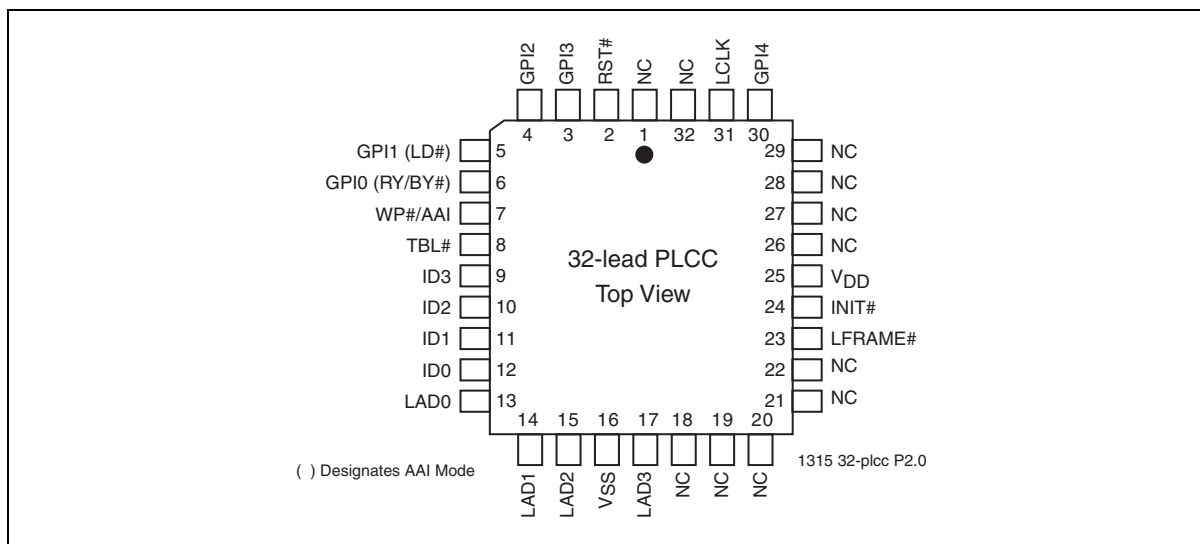 GPI2
GPI3
RST#
NC
NC
LCLK
GPI4
4
3
2
1
32
31
30
GPI1 (LD#) 5
GPI0 (RY/BY#) 6
WP#/AAI 7
TBL# 8
ID3 9
ID2 10
ID1 11
ID0 12
LAD0 13
32-lead PLCC
Top View
29 NC
28 NC
27 NC
26 NC
25 VDD
24 INIT#
23 LFRAME#
22 NC
21 NC
14
15
16
17
18
19
20
LAD1
LAD2
VSS
LAD3
NC
NC
NC
( ) Designates AAI Mode
1315 32-plcc P2.0